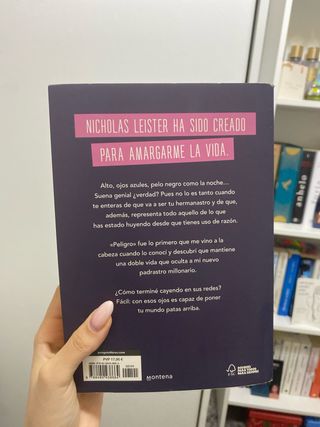 NICHOLAS LEISTER HA SIDO CREADO
PARA AMARGARME LA VIDA.
Alto, ojos azules, pelo negro como la noche...
Suena genial ¿verdad? Pues no lo es tanto cuando
te enteras de que va a ser tu hermanastro y de que,
además, representa todo aquello de lo que
has estado huyendo desde que tienes uso de razón.
«Peligro» fue lo primero que me vino a la
cabeza cuando lo conocí y descubrí que mantiene
una doble vida que oculta a mi nuevo
padrastro millonario.
¿Cómo terminé cayendo en sus redes?
Fácil: con esos ojos es capaz de poner
tu mundo patas arriba.
PVP 17,95 €
Montena
FSC
anhelo